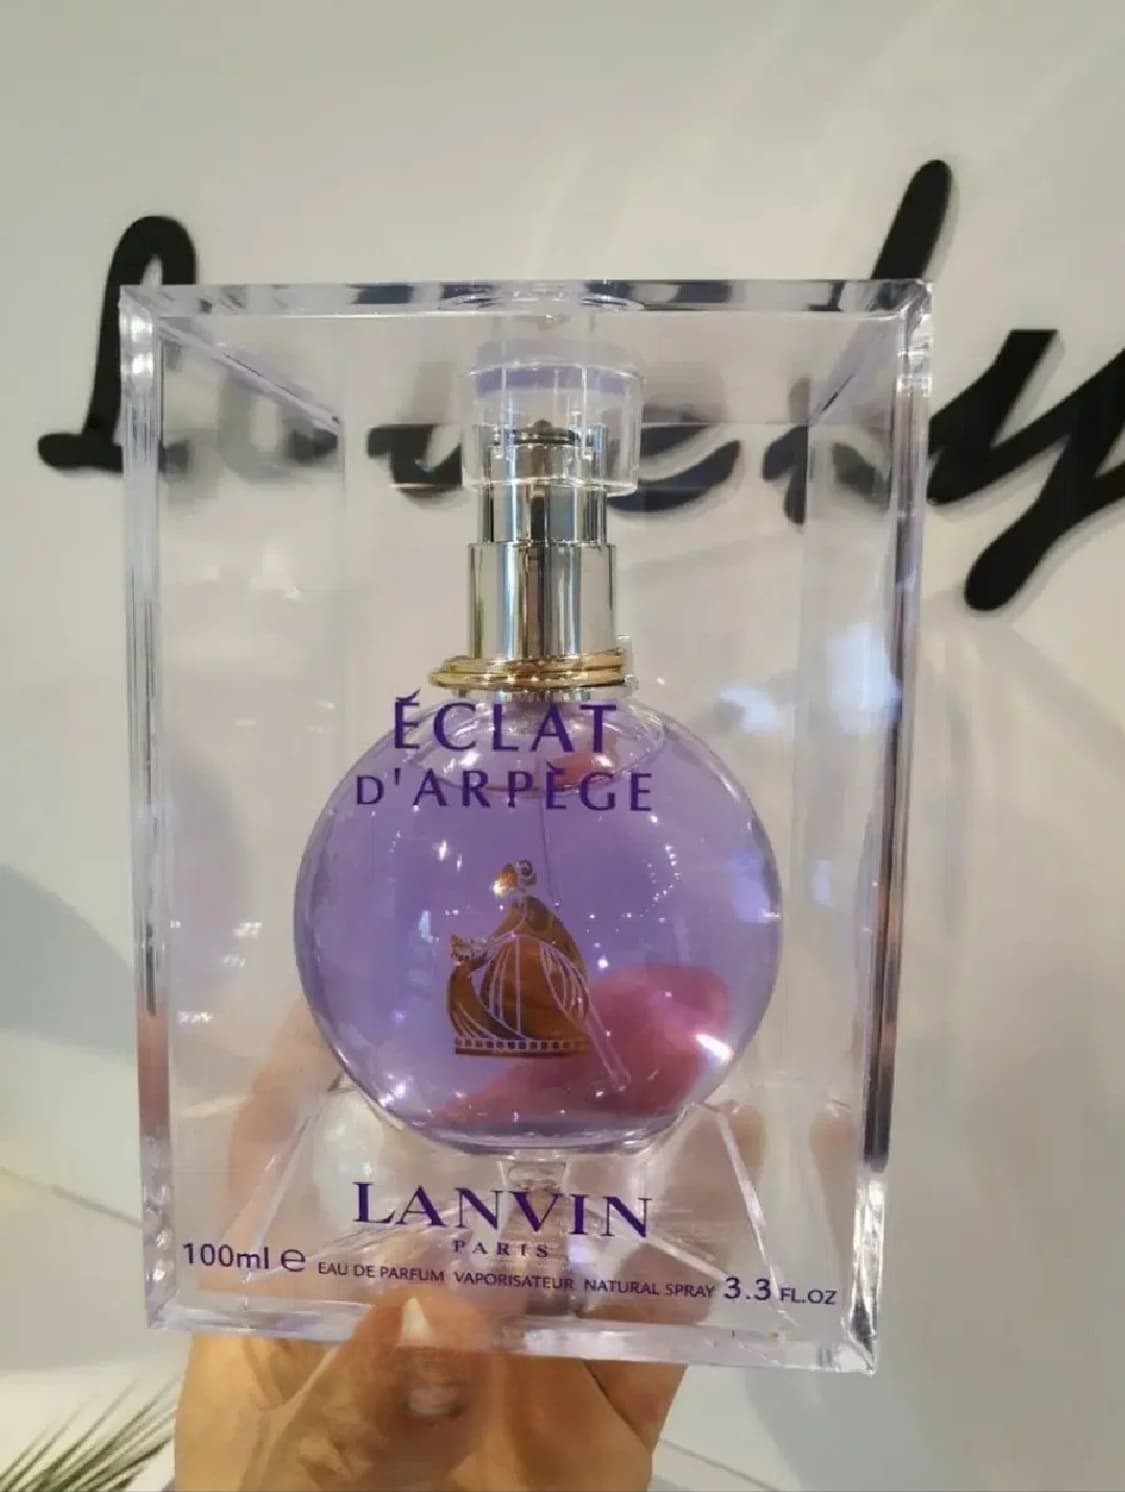 ÉCLAT
D'ARPÈGE
LANVIN
PARIS
100ml ℮ EAU DE PARFUM VAPORISATEUR NATURAL SPRAY 3.3 FL.OZ